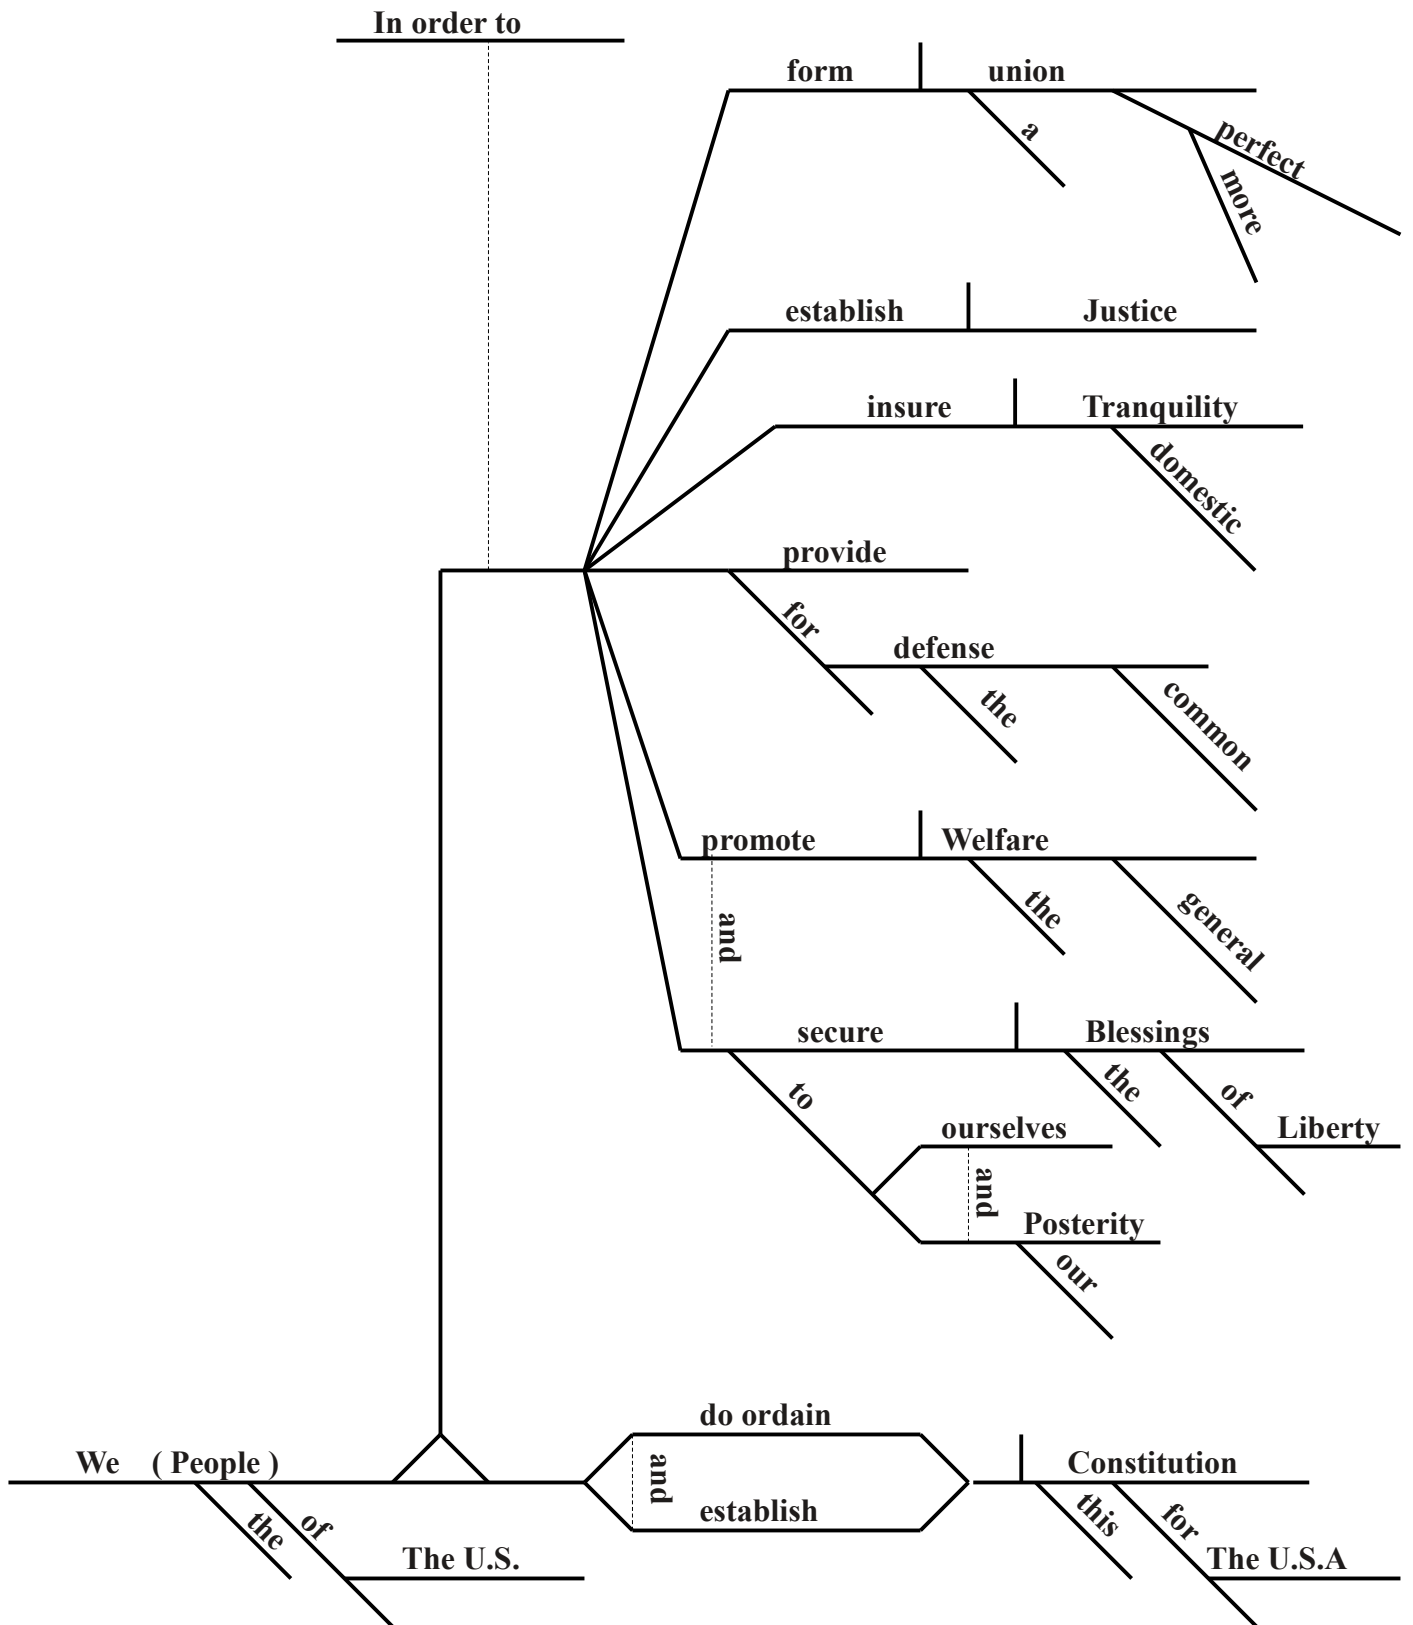 In order to
form union
a
perfect
more
establish Justice
insure Tranquility
domestic
provide
for
defense
the
common
promote Welfare
and
the
general
secure Blessings
to
the
of
Liberty
ourselves
and
Posterity
our
do ordain
We ( People )
and
Constitution
establish
the
of
The U.S.
this
for
The U.S.A